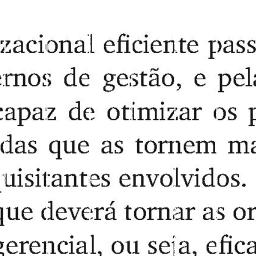 zacional eficiente pass
ernos de gestão, e pela
capaz de otimizar os p
das que as tornem ma
uisitantes envolvidos.
que deverá tornar as or
gerencial, ou seja, efica